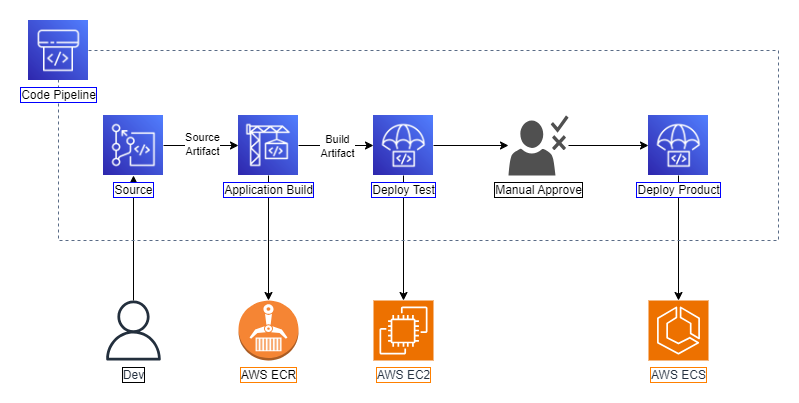 Code Pipeline
Source
Artifact
Build
Artifact
Source
Application Build
Deploy Test
Manual Approve
Deploy Product
Dev
AWS ECR
AWS EC2
AWS ECS